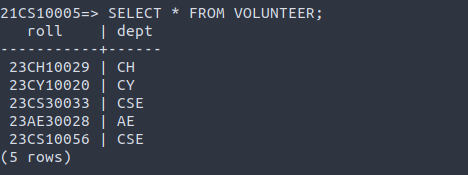 21CS10005=> SELECT * FROM VOLUNTEER;
   roll    | dept
-----------+------
 23CH10029 | CH
 23CY10020 | CY
 23CS30033 | CSE
 23AE30028 | AE
 23CS10056 | CSE
(5 rows)